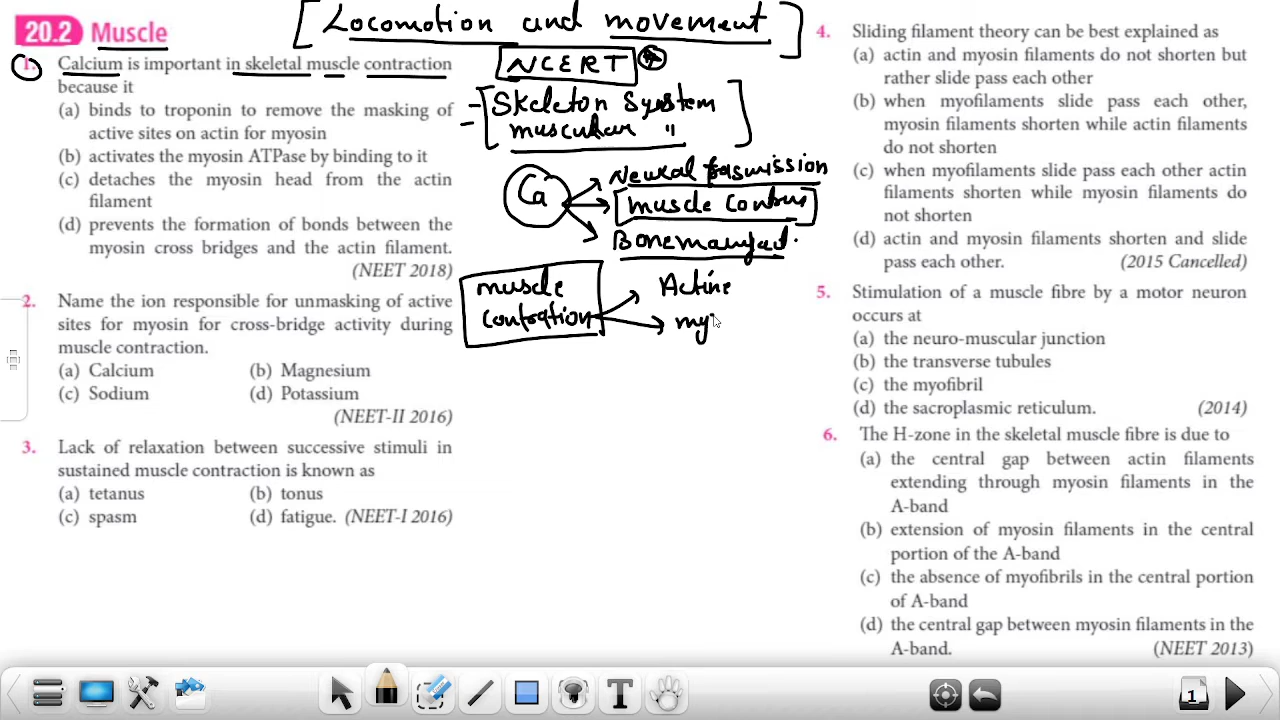 20.2 Muscle
1. Calcium is important in skeletal muscle contraction
because it
(a) binds to troponin to remove the masking of
active sites on actin for myosin
(b) activates the myosin ATPase by binding to it
(c) detaches the myosin head from the actin
filament
(d) prevents the formation of bonds between the
myosin cross bridges and the actin filament.
(NEET 2018)
2. Name the ion responsible for unmasking of active
sites for myosin for cross-bridge activity during
muscle contraction.
(a) Calcium (b) Magnesium
(c) Sodium (d) Potassium
(NEET-II 2016)
3. Lack of relaxation between successive stimuli in
sustained muscle contraction is known as
(a) tetanus (b) tonus
(c) spasm (d) fatigue. (NEET-I 2016)
[Locomotion and movement]
NCERT
- Skeleton System
- muscular "
Ca
Neural
muscle
muscle
Actine
my
4. Sliding filament theory can be best explained as
(a) actin and myosin filaments do not shorten but
rather slide pass each other
(b) when myofilaments slide pass each other,
myosin filaments shorten while actin filaments
do not shorten
(c) when myofilaments slide pass each other actin
filaments shorten while myosin filaments do
not shorten
(d) actin and myosin filaments shorten and slide
pass each other. (2015 Cancelled)
5. Stimulation of a muscle fibre by a motor neuron
occurs at
(a) the neuro-muscular junction
(b) the transverse tubules
(c) the myofibril
(d) the sacroplasmic reticulum. (2014)
6. The H-zone in the skeletal muscle fibre is due to
(a) the central gap between actin filaments
extending through myosin filaments in the
A-band
(b) extension of myosin filaments in the central
portion of the A-band
(c) the absence of myofibrils in the central portion
of A-band
(d) the central gap between myosin filaments in the
A-band. (NEET 2013)
T
1